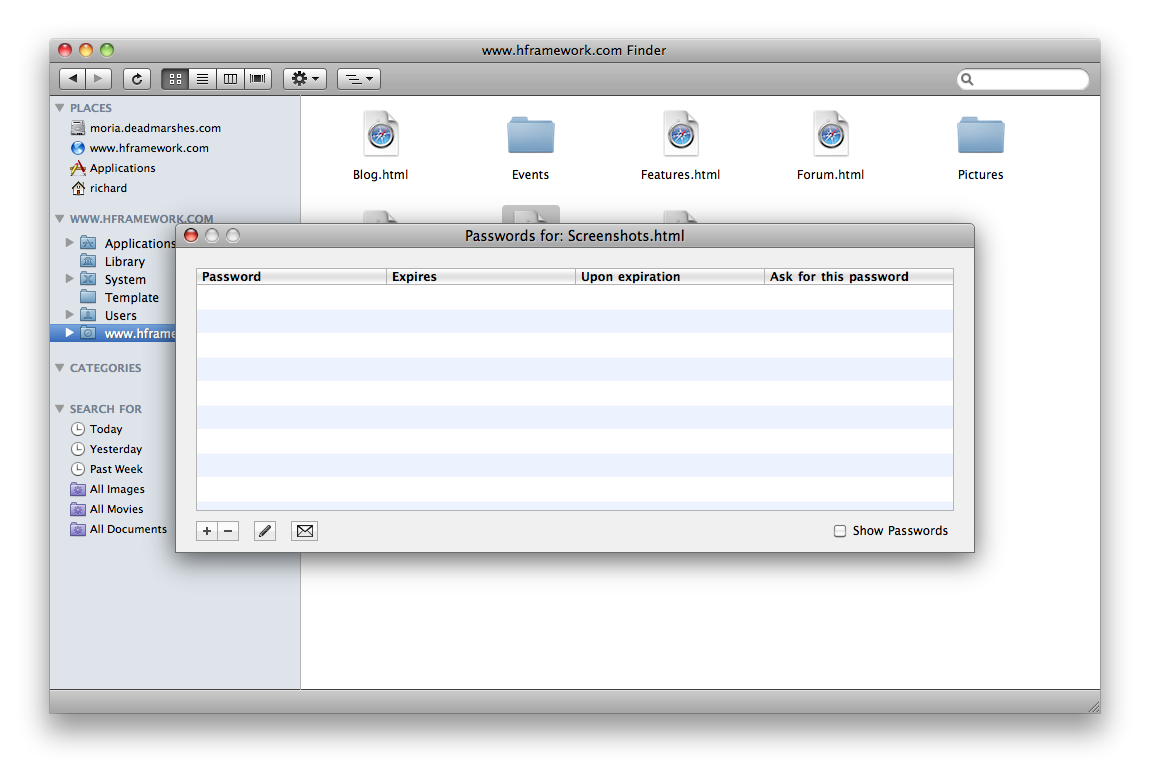 www.hframework.com Finder
PLACES
moria.deadmarshes.com
www.hframework.com
Applications
richard
WWW.HFRAMEWORK.COM
Applications
Library
System
Template
Users
www.hframe
CATEGORIES
SEARCH FOR
Today
Yesterday
Past Week
All Images
All Movies
All Documents
Blog.html
Events
Features.html
Forum.html
Pictures
Passwords for: Screenshots.html
Password Expires Upon expiration Ask for this password
Show Passwords